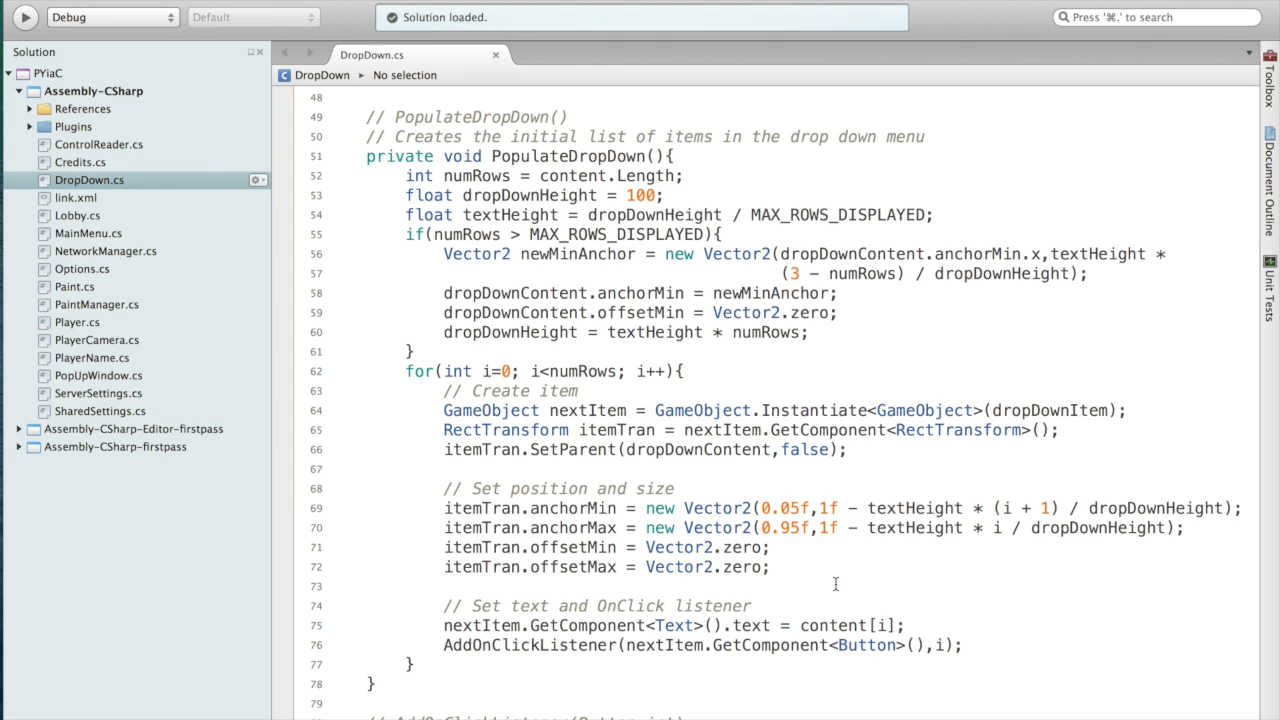 Debug
Default
Solution loaded.
Press '⌘.' to search
Solution
PYiaC
Assembly-CSharp
References
Plugins
ControlReader.cs
Credits.cs
DropDown.cs
link.xml
Lobby.cs
MainMenu.cs
NetworkManager.cs
Options.cs
Paint.cs
PaintManager.cs
Player.cs
PlayerCamera.cs
PlayerName.cs
PopUpWindow.cs
ServerSettings.cs
SharedSettings.cs
Assembly-CSharp-Editor-firstpass
Assembly-CSharp-firstpass
DropDown.cs
DropDown ▸ No selection
48
49 // PopulateDropDown()
50 // Creates the initial list of items in the drop down menu
51 private void PopulateDropDown(){
52 int numRows = content.Length;
53 float dropDownHeight = 100;
54 float textHeight = dropDownHeight / MAX_ROWS_DISPLAYED;
55 if(numRows > MAX_ROWS_DISPLAYED){
56 Vector2 newMinAnchor = new Vector2(dropDownContent.anchorMin.x,textHeight *
57 (3 - numRows) / dropDownHeight);
58 dropDownContent.anchorMin = newMinAnchor;
59 dropDownContent.offsetMin = Vector2.zero;
60 dropDownHeight = textHeight * numRows;
61 }
62 for(int i=0; i<numRows; i++){
63 // Create item
64 GameObject nextItem = GameObject.Instantiate<GameObject>(dropDownItem);
65 RectTransform itemTran = nextItem.GetComponent<RectTransform>();
66 itemTran.SetParent(dropDownContent,false);
67
68 // Set position and size
69 itemTran.anchorMin = new Vector2(0.05f,1f - textHeight * (i + 1) / dropDownHeight);
70 itemTran.anchorMax = new Vector2(0.95f,1f - textHeight * i / dropDownHeight);
71 itemTran.offsetMin = Vector2.zero;
72 itemTran.offsetMax = Vector2.zero;
73
74 // Set text and OnClick listener
75 nextItem.GetComponent<Text>().text = content[i];
76 AddOnClickListener(nextItem.GetComponent<Button>(),i);
77 }
78 }
79
// AddOnClickListener(Button,int)
Toolbox
Document Outline
Unit Tests